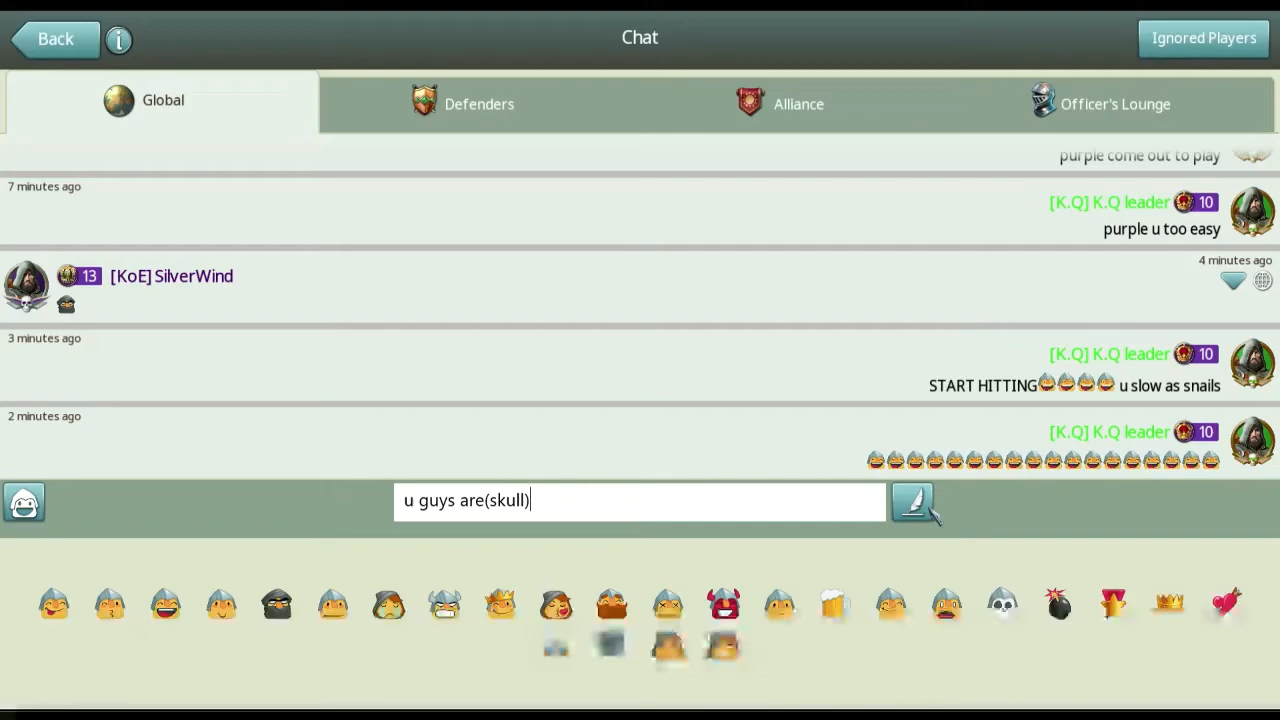 Back
Chat
Ignored Players
Global
Defenders
Alliance
Officer's Lounge
purple come out to play
7 minutes ago
[K.Q] K.Q leader 10
purple u too easy
13 [KoE] SilverWind
4 minutes ago
3 minutes ago
[K.Q] K.Q leader 10
START HITTING u slow as snails
2 minutes ago
[K.Q] K.Q leader 10
u guys are(skull)